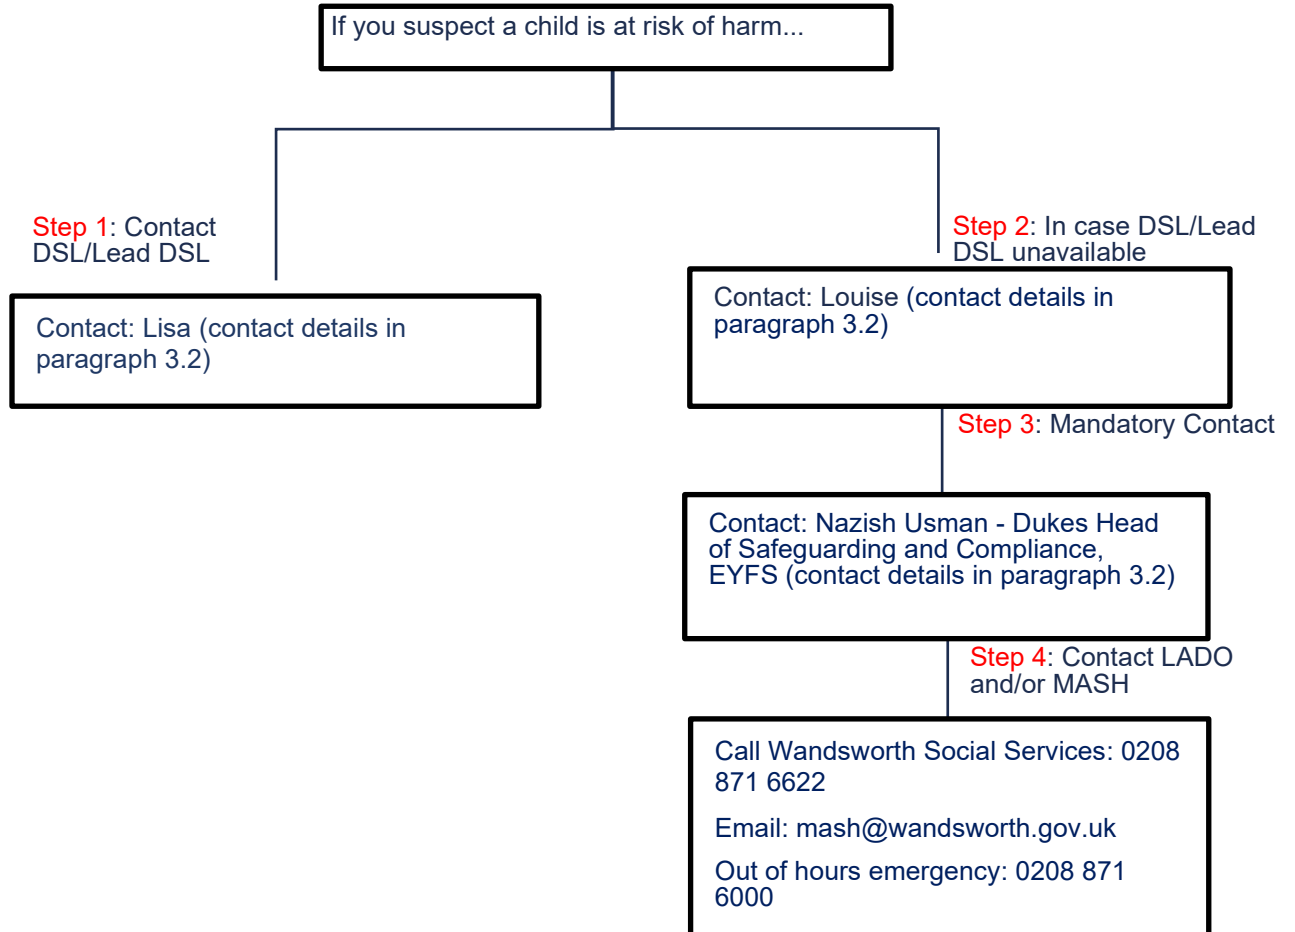 If you suspect a child is at risk of harm...
Step 1: Contact
DSL/Lead DSL
Contact: Lisa (contact details in
paragraph 3.2)
Step 2: In case DSL/Lead
DSL unavailable
Contact: Louise (contact details in
paragraph 3.2)
Step 3: Mandatory Contact
Contact: Nazish Usman - Dukes Head
of Safeguarding and Compliance,
EYFS (contact details in paragraph 3.2)
Step 4: Contact LADO
and/or MASH
Call Wandsworth Social Services: 0208
871 6622
Email: mash@wandsworth.gov.uk
Out of hours emergency: 0208 871
6000